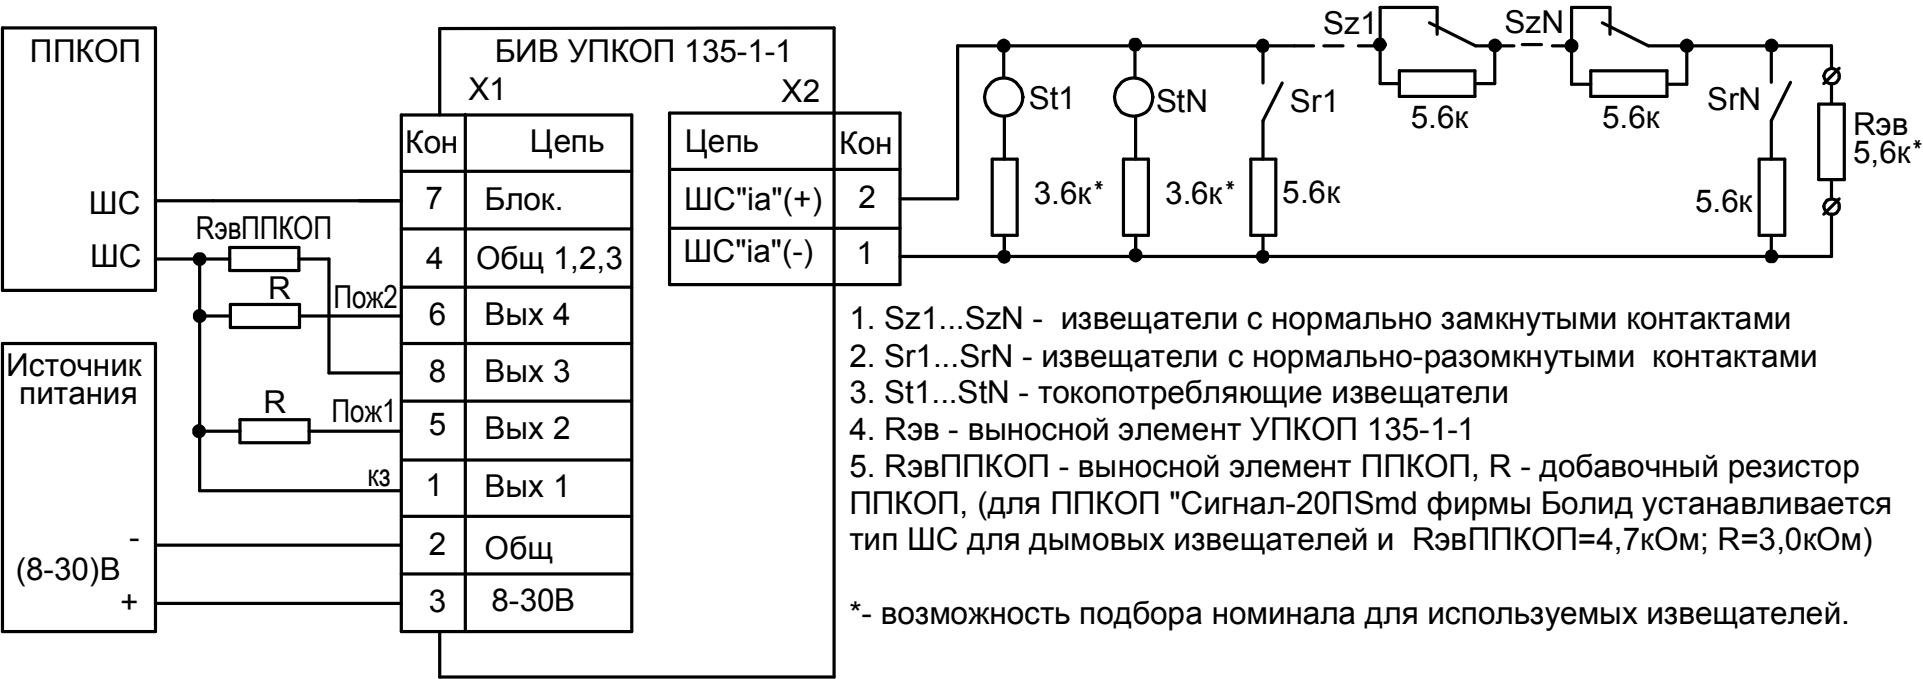 ППКОП
ШС
ШС
RэвППКОП
R
Пож2
R
Пож1
кз
Источник
питания
-
(8-30)В
+
БИВ УПКОП 135-1-1
X1
X2
Кон Цепь
7 Блок.
4 Общ 1,2,3
6 Вых 4
8 Вых 3
5 Вых 2
1 Вых 1
2 Общ
3 8-30В
Цепь Кон
ШС"ia"(+) 2
ШС"ia"(-) 1
Sz1
SzN
St1
StN
Sr1
5.6к
5.6к
SrN
Rэв
5,6к*
3.6к*
3.6к*
5.6к
5.6к
1. Sz1...SzN - извещатели с нормально замкнутыми контактами
2. Sr1...SrN - извещатели с нормально-разомкнутыми контактами
3. St1...StN - токопотребляющие извещатели
4. Rэв - выносной элемент УПКОП 135-1-1
5. RэвППКОП - выносной элемент ППКОП, R - добавочный резистор
ППКОП, (для ППКОП "Сигнал-20ПSmd фирмы Болид устанавливается
тип ШС для дымовых извещателей и RэвППКОП=4,7кОм; R=3,0кОм)
*- возможность подбора номинала для используемых извещателей.